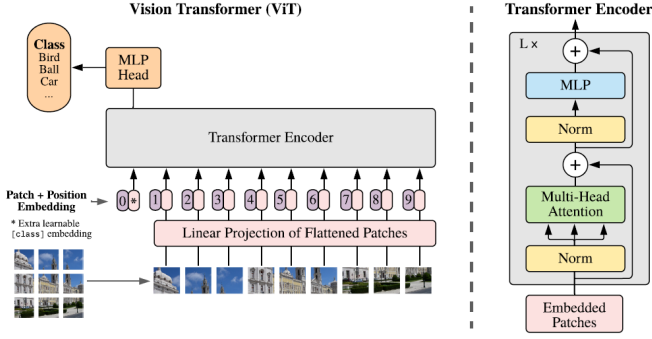 Vision Transformer (ViT)
Class
Bird
Ball
Car
...
MLP
Head
Transformer Encoder
Patch + Position
Embedding
0 * 1 2 3 4 5 6 7 8 9
* Extra learnable
[class] embedding
Linear Projection of Flattened Patches
Transformer Encoder
L ×
+
MLP
Norm
+
Multi-Head
Attention
Norm
Embedded
Patches